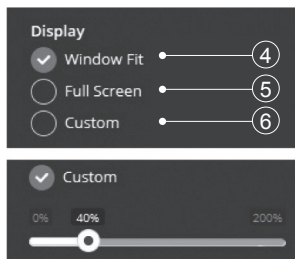 Display
Window Fit 4
Full Screen 5
Custom 6
Custom
0% 40% 200%